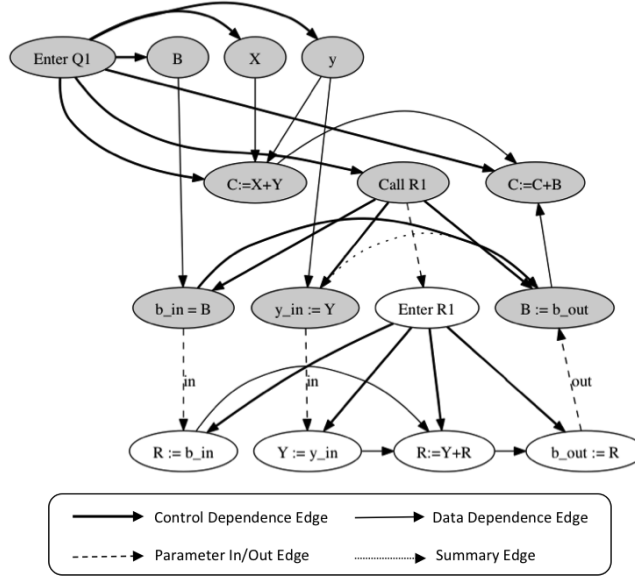 Enter Q1
B
X
y
C:=X+Y
Call R1
C:=C+B
b_in = B
y_in := Y
Enter R1
B := b_out
in
in
out
R := b_in
Y := y_in
R:=Y+R
b_out := R
Control Dependence Edge
Data Dependence Edge
Parameter In/Out Edge
Summary Edge